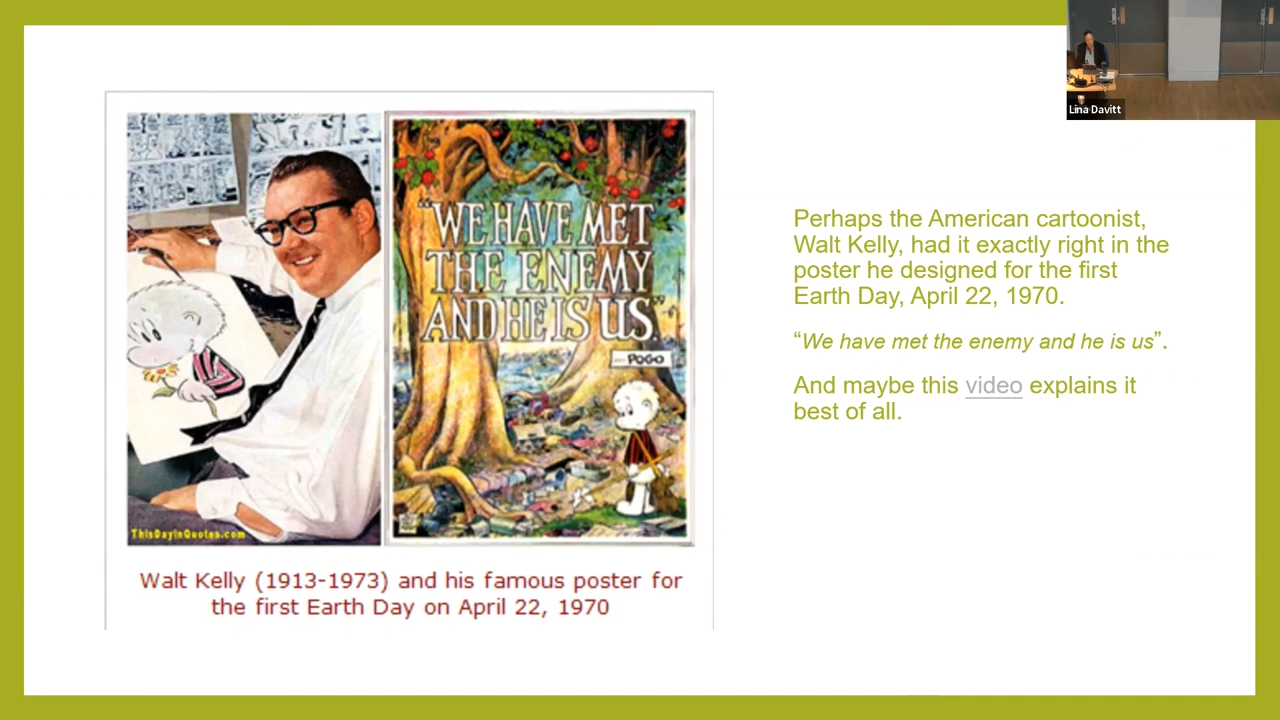 Lina Davitt
"WE HAVE MET
THE ENEMY
AND HE IS US."
POGO
ThisDayinQuotes.com
Walt Kelly (1913-1973) and his famous poster for
the first Earth Day on April 22, 1970
Perhaps the American cartoonist,
Walt Kelly, had it exactly right in the
poster he designed for the first
Earth Day, April 22, 1970.
“We have met the enemy and he is us”.
And maybe this video explains it
best of all.